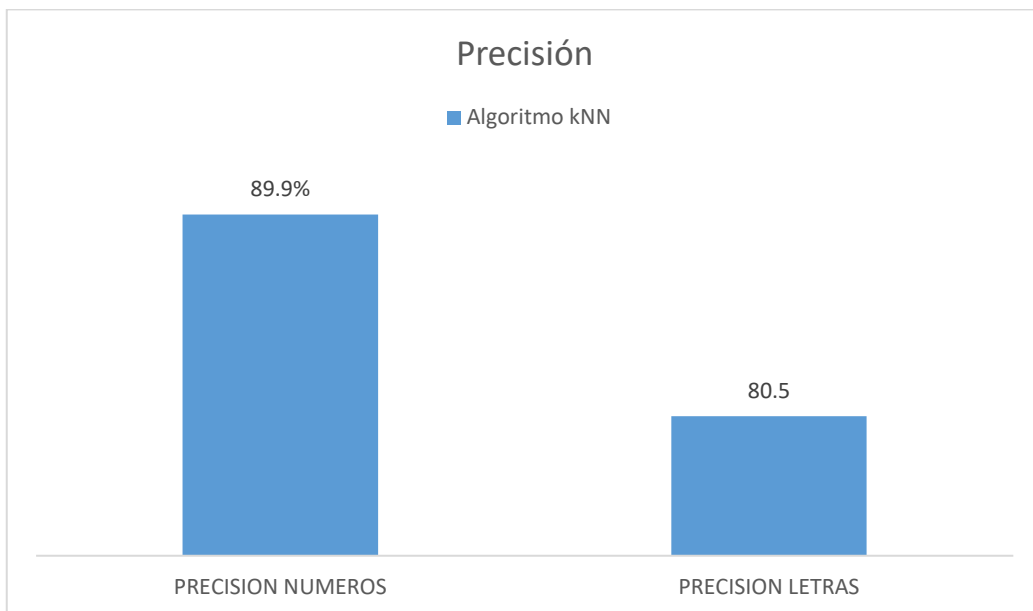 Precisión
Algoritmo kNN
89.9%
80.5
PRECISION NUMEROS
PRECISION LETRAS